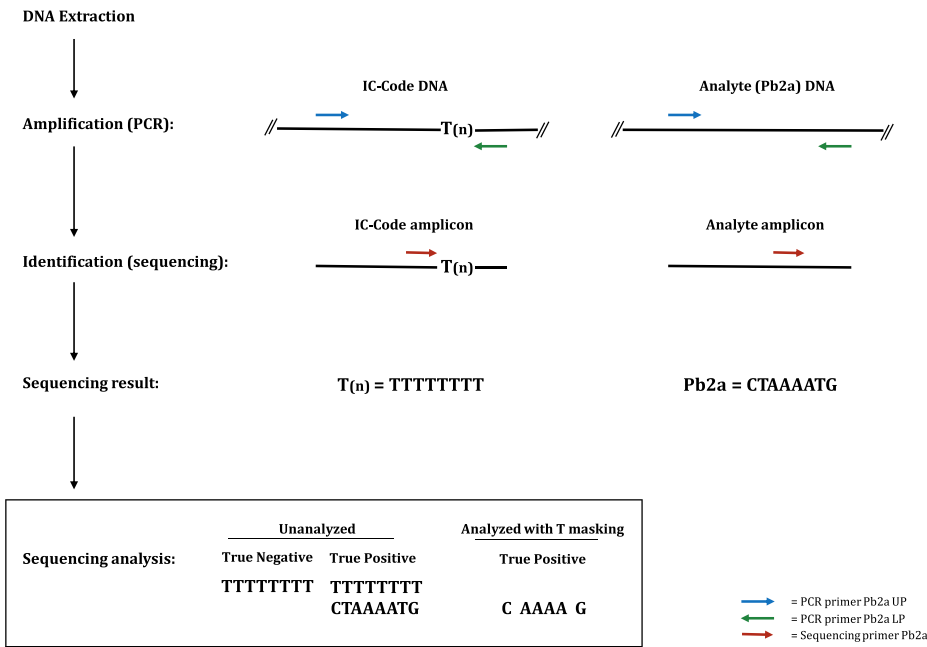 DNA Extraction
IC-Code DNA
Analyte (Pb2a) DNA
Amplification (PCR):
T(n)
IC-Code amplicon
Analyte amplicon
Identification (sequencing):
T(n)
Sequencing result:
T(n) = TTTTTTTT
Pb2a = CTAAAATG
Unanalyzed
Analyzed with T masking
Sequencing analysis:
True Negative
True Positive
True Positive
TTTTTTTT
TTTTTTTT
CTAAAATG
C AAAA G
= PCR primer Pb2a UP
= PCR primer Pb2a LP
= Sequencing primer Pb2a